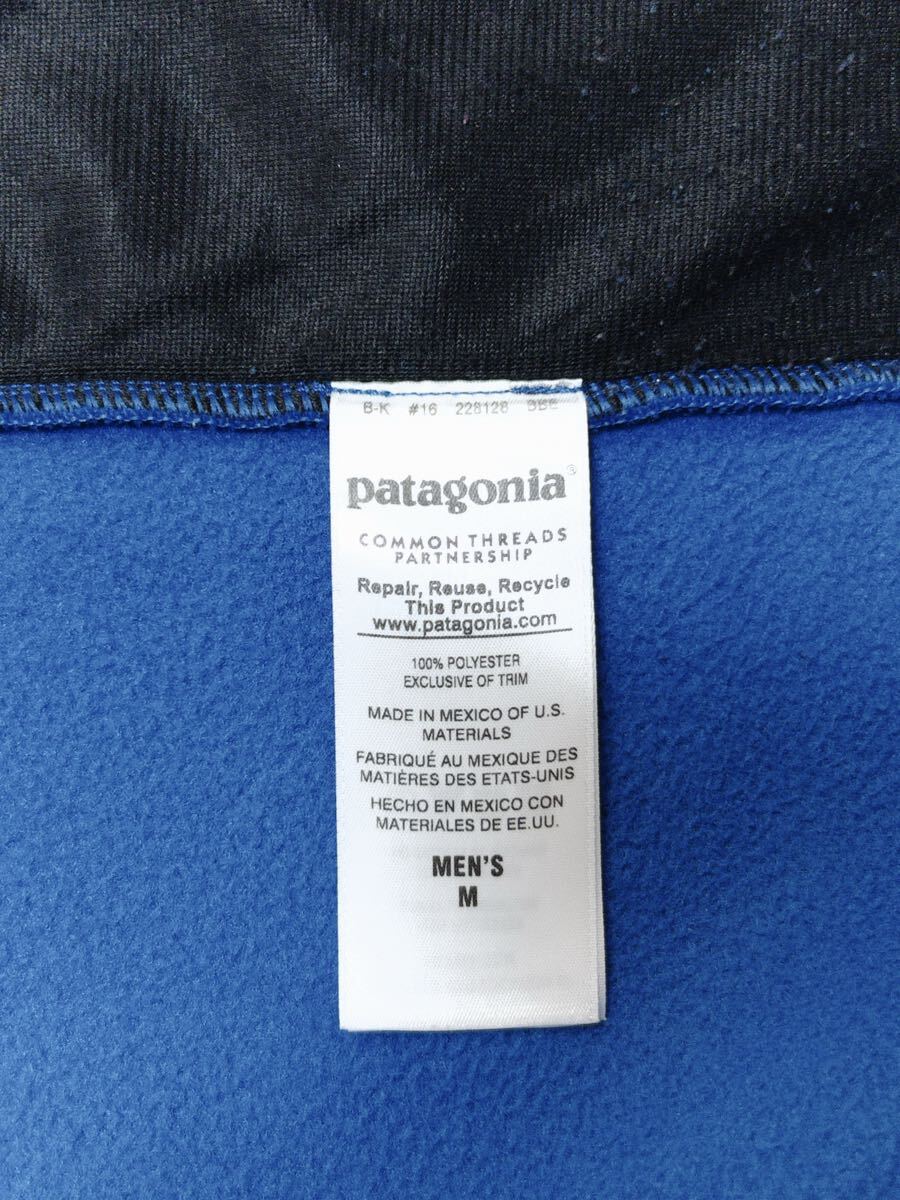 B-K #16 228128
patagonia®
COMMON THREADS
PARTNERSHIP
Repair, Reuse, Recycle
This Product
www.patagonia.com
100% POLYESTER
EXCLUSIVE OF TRIM
MADE IN MEXICO OF U.S.
MATERIALS
FABRIQUÉ AU MEXIQUE DES
MATIÈRES DES ETATS-UNIS
HECHO EN MEXICO CON
MATERIALES DE EE.UU.
MEN'S
M